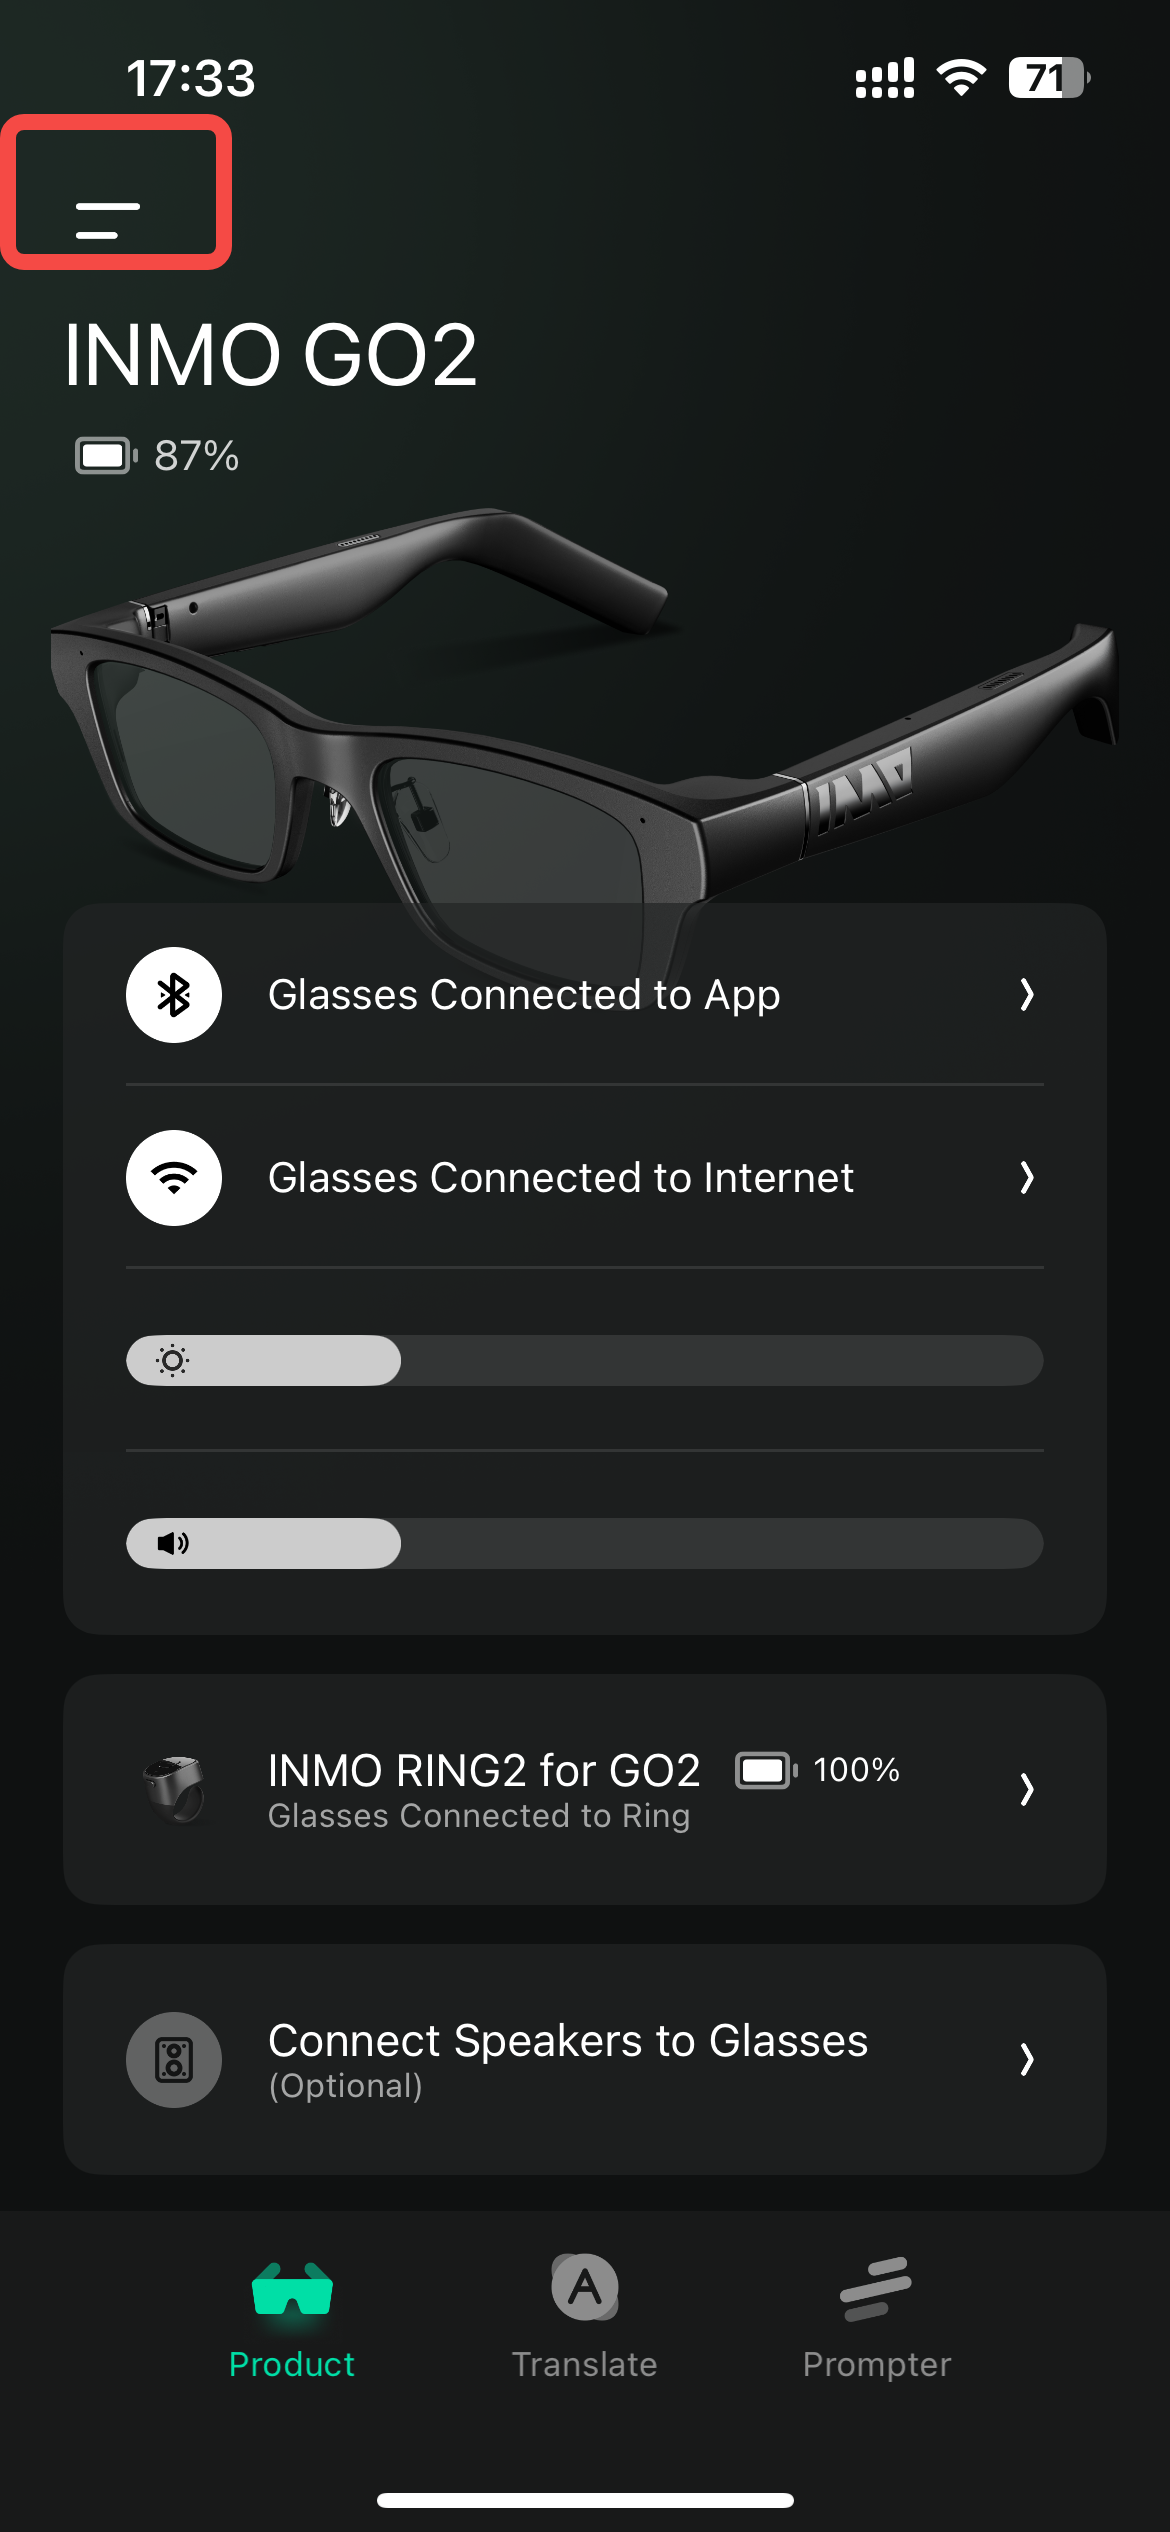 17:33
71
INMO GO2
87%
IMO
Glasses Connected to App
Glasses Connected to Internet
INMO RING2 for GO2 100%
Glasses Connected to Ring
Connect Speakers to Glasses
(Optional)
A
Product Translate Prompter